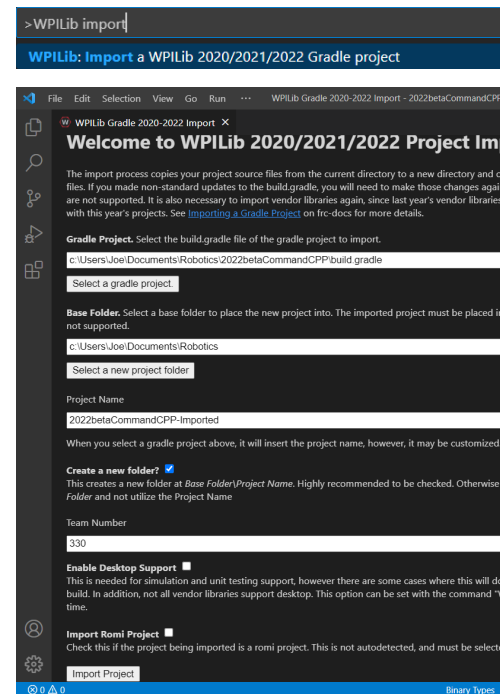 >WPILib import
WPILib: Import a WPILib 2020/2021/2022 Gradle project
File Edit Selection View Go Run ··· WPILib Gradle 2020-2022 Import - 2022betaCommandCPP
WPILib Gradle 2020-2022 Import ×
Welcome to WPILib 2020/2021/2022 Project Im
The import process copies your project source files from the current directory to a new directory and
files. If you made non-standard updates to the build.gradle, you will need to make those changes agai
are not supported. It is also necessary to import vendor libraries again, since last year's vendor libraries
with this year's projects. See Importing a Gradle Project on frc-docs for more details.
Gradle Project. Select the build.gradle file of the gradle project to import.
c:\Users\Joe\Documents\Robotics\2022betaCommandCPP\build.gradle
Select a gradle project.
Base Folder. Select a base folder to place the new project into. The imported project must be placed i
not supported.
c:\Users\Joe\Documents\Robotics
Select a new project folder
Project Name
2022betaCommandCPP-Imported
When you select a gradle project above, it will insert the project name, however, it may be customized
Create a new folder?
This creates a new folder at Base Folder\Project Name. Highly recommended to be checked. Otherwise
Folder and not utilize the Project Name
Team Number
330
Enable Desktop Support
This is needed for simulation and unit testing support, however there are some cases where this will d
build. In addition, not all vendor libraries support desktop. This option can be set with the command "
time.
Import Romi Project
Check this if the project being imported is a romi project. This is not autodetected, and must be select
Import Project
0 0 Binary Types